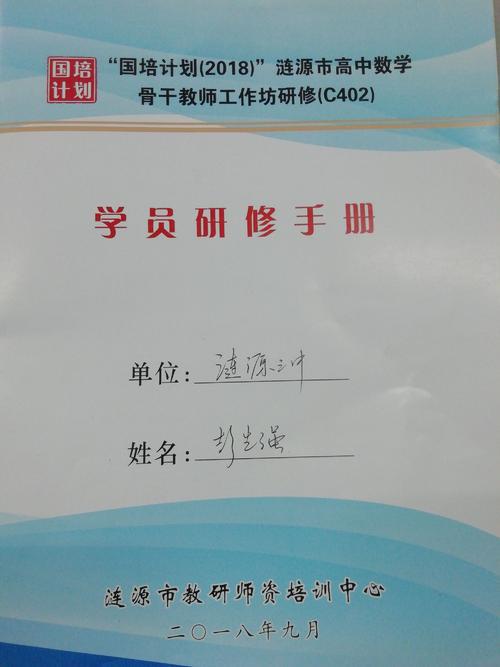 国培
计划
“国培计划(2018)”涟源市高中数学
骨干教师工作坊研修(C402)
学员研修手册
单位: 涟源三中
姓名: 彭生强
涟源市教研师资培训中心
二〇一八年九月